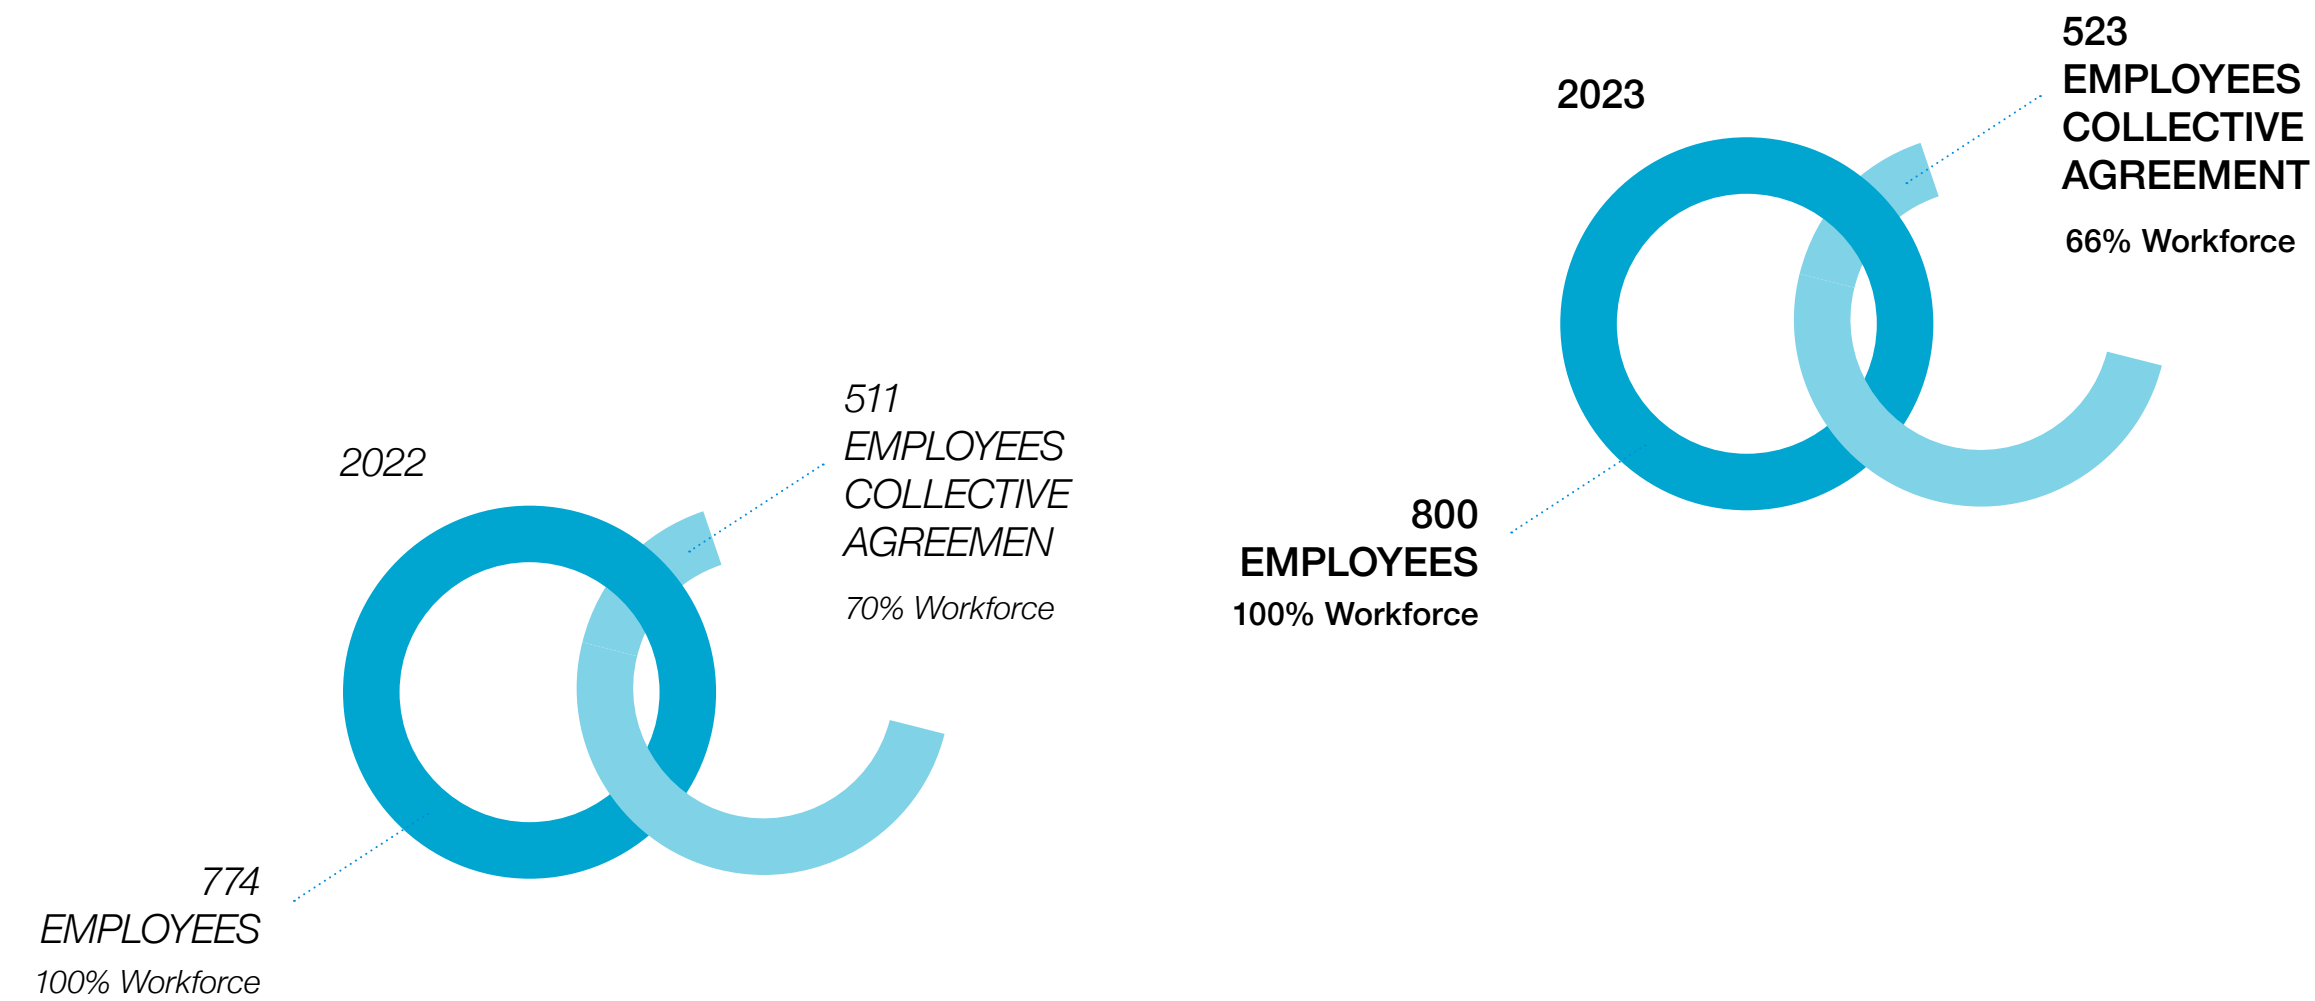 2022
511
EMPLOYEES
COLLECTIVE
AGREEMEN
70% Workforce
774
EMPLOYEES
100% Workforce
2023
523
EMPLOYEES
COLLECTIVE
AGREEMENT
66% Workforce
800
EMPLOYEES
100% Workforce